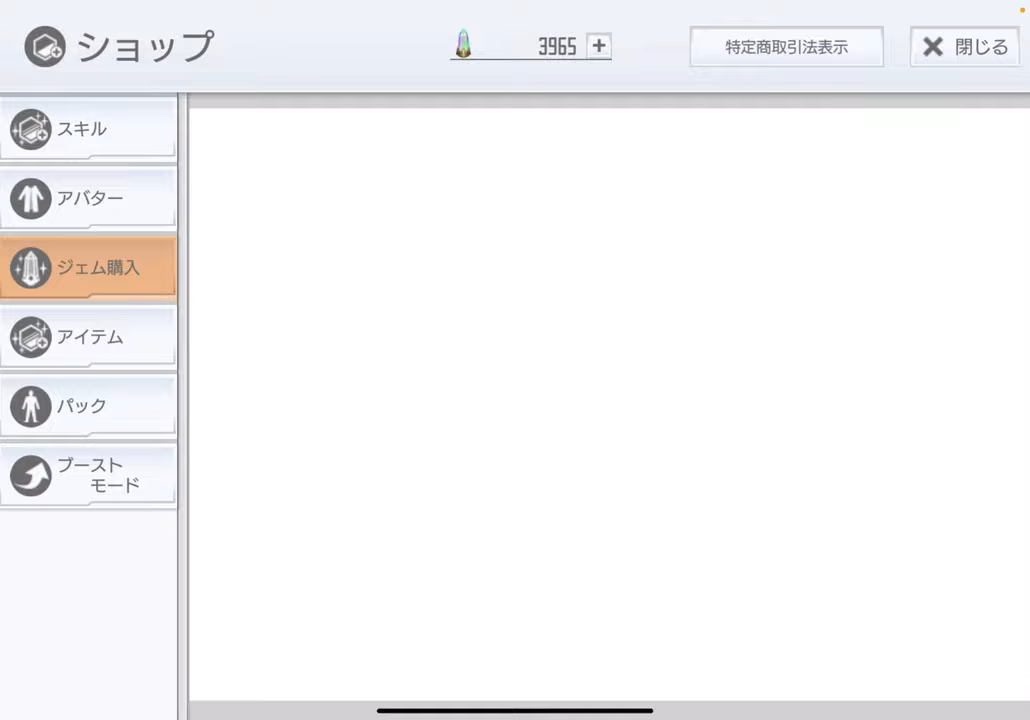 ショップ
3965
特定商取引法表示
閉じる
スキル
アバター
ジェム購入
アイテム
パック
ブースト
モード